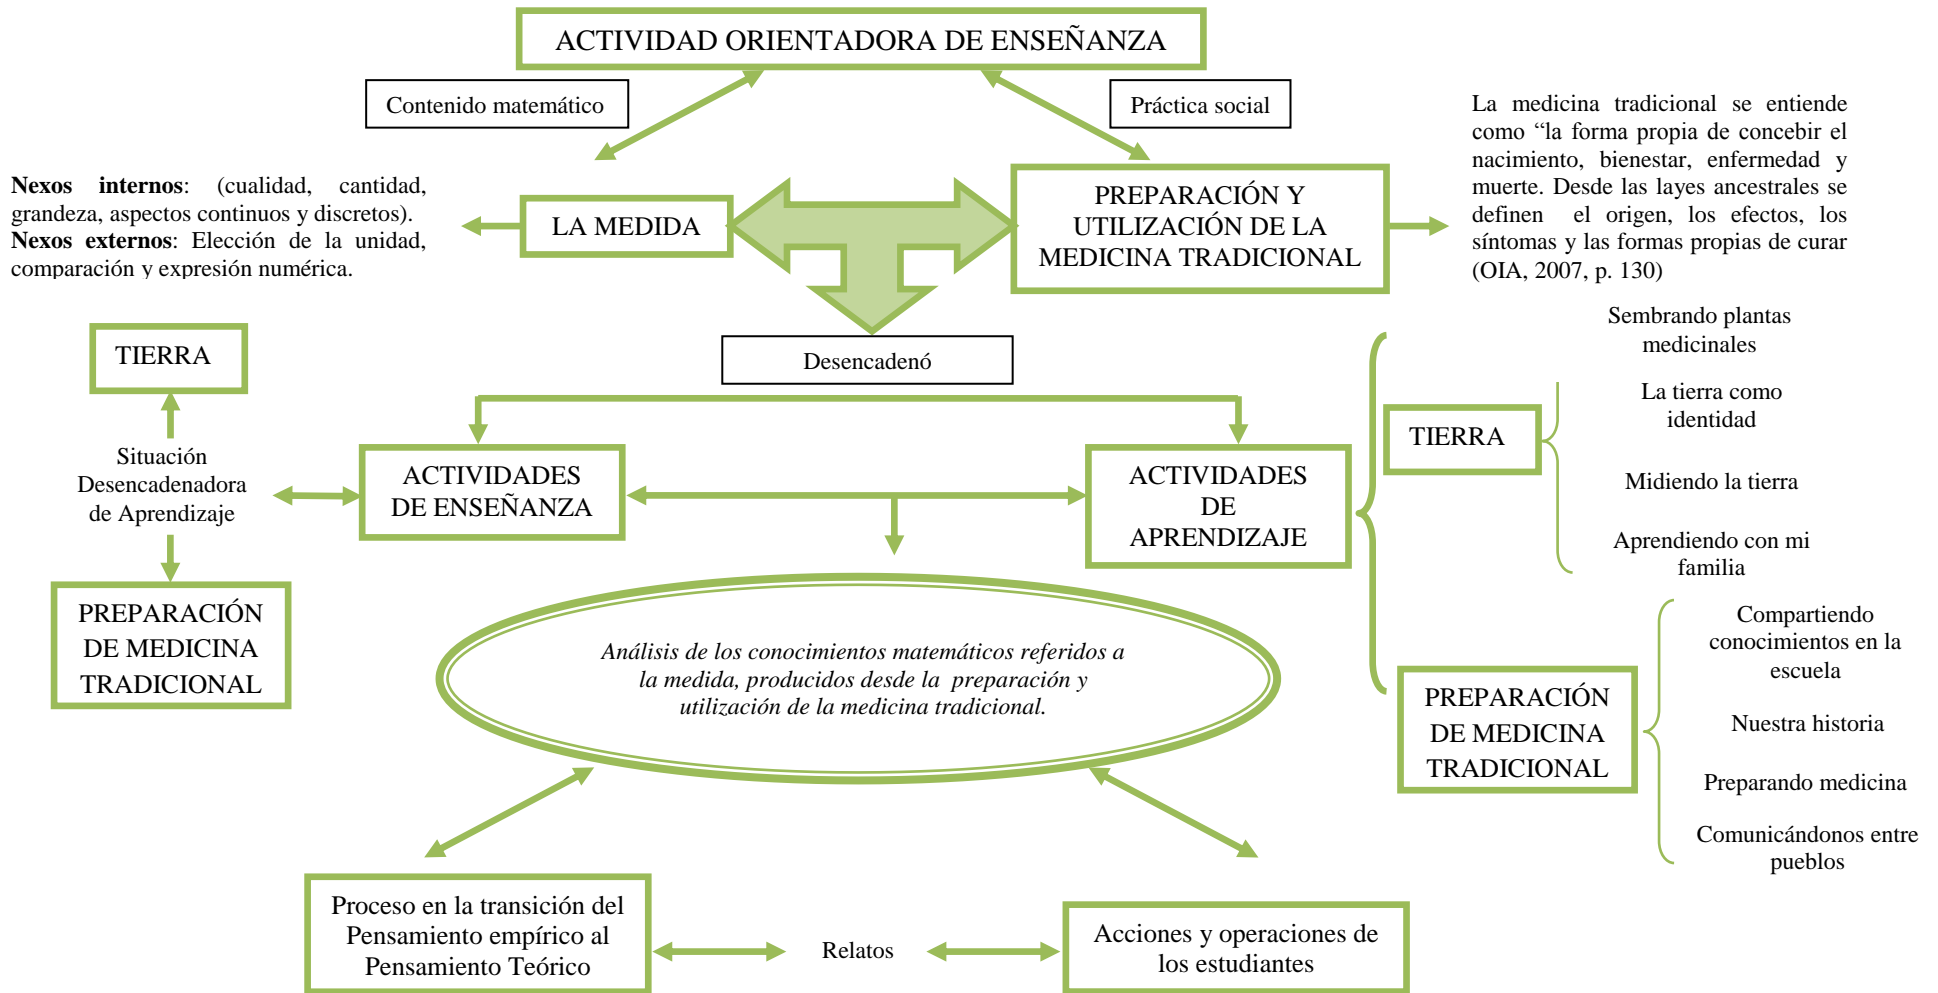 ACTIVIDAD ORIENTADORA DE ENSEÑANZA
Contenido matemático
Práctica social
La medicina tradicional se entiende
como “la forma propia de concebir el
nacimiento, bienestar, enfermedad y
muerte. Desde las layes ancestrales se
definen el origen, los efectos, los
síntomas y las formas propias de curar
(OIA, 2007, p. 130)
Nexos internos: (cualidad, cantidad,
grandeza, aspectos continuos y discretos).
Nexos externos: Elección de la unidad,
comparación y expresión numérica.
LA MEDIDA
PREPARACIÓN Y
UTILIZACIÓN DE LA
MEDICINA TRADICIONAL
Desencadenó
TIERRA
Situación
Desencadenadora
de Aprendizaje
PREPARACIÓN
DE MEDICINA
TRADICIONAL
ACTIVIDADES
DE ENSEÑANZA
ACTIVIDADES
DE
APRENDIZAJE
TIERRA
Sembrando plantas
medicinales
La tierra como
identidad
Midiendo la tierra
Aprendiendo con mi
familia
PREPARACIÓN
DE MEDICINA
TRADICIONAL
Compartiendo
conocimientos en la
escuela
Nuestra historia
Preparando medicina
Comunicándonos entre
pueblos
Análisis de los conocimientos matemáticos referidos a
la medida, producidos desde la preparación y
utilización de la medicina tradicional.
Proceso en la transición del
Pensamiento empírico al
Pensamiento Teórico
Relatos
Acciones y operaciones de
los estudiantes